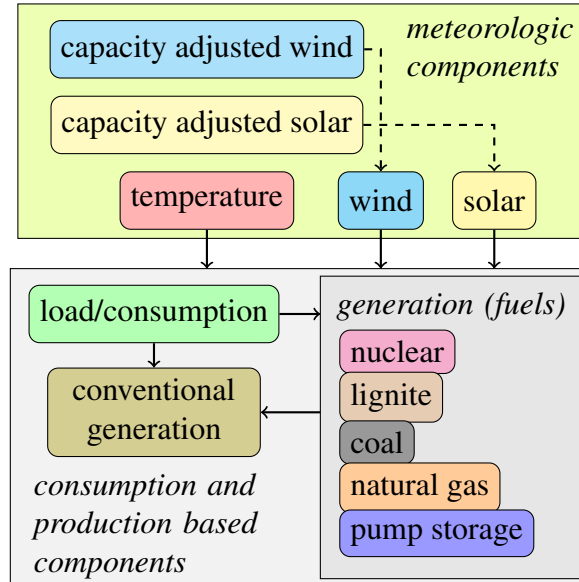 capacity adjusted wind
meteorologic
components
capacity adjusted solar
temperature
wind
solar
load/consumption
generation (fuels)
nuclear
lignite
conventional
generation
coal
natural gas
pump storage
consumption and
production based
components